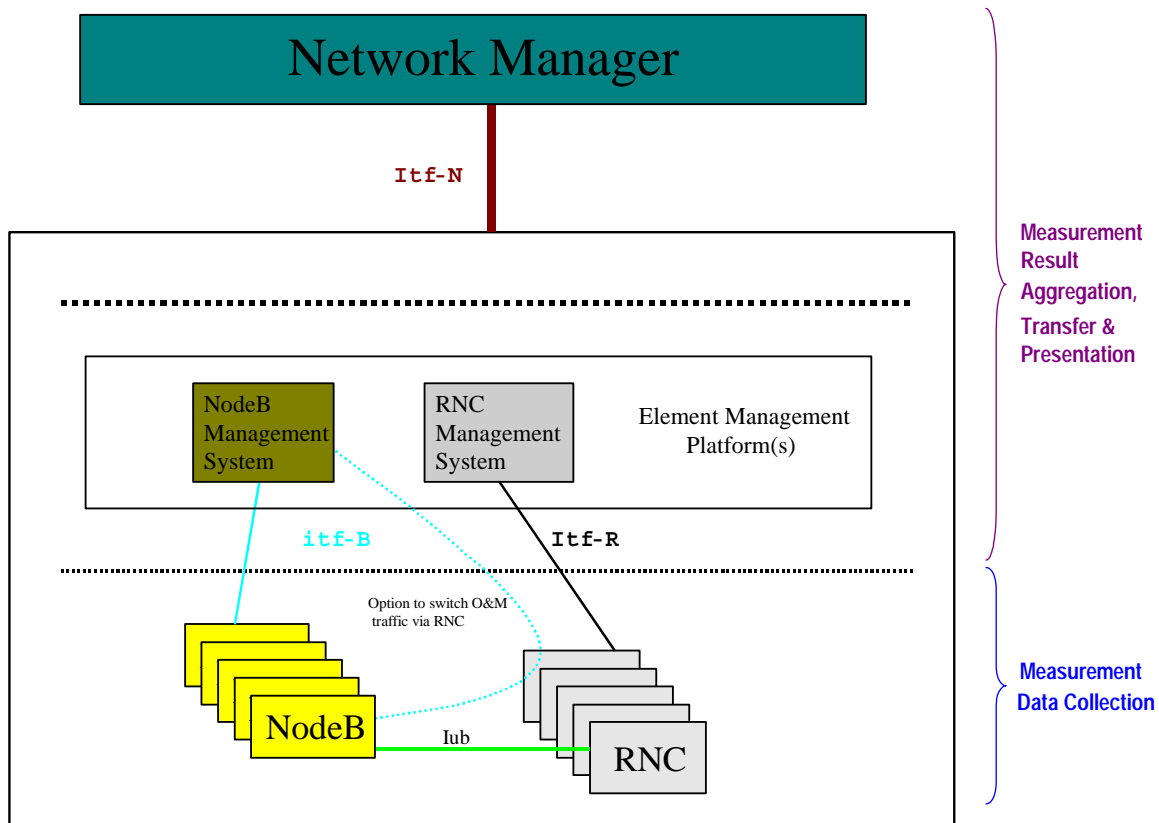 Network Manager
Itf-N
Measurement
Result
Aggregation,
Transfer &
Presentation
NodeB
Management
System
RNC
Management
System
Element Management
Platform(s)
itf-B
Itf-R
Option to switch O&M
traffic via RNC
Measurement
Data Collection
NodeB
Iub
RNC